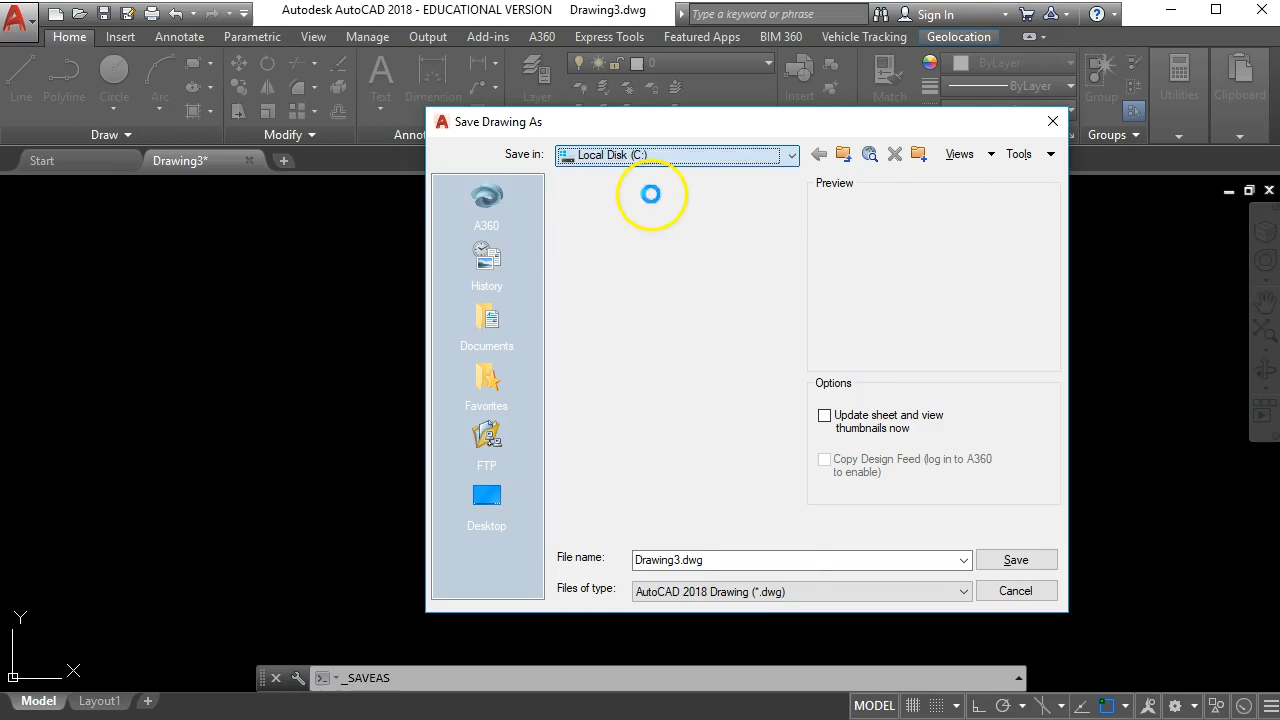 Autodesk AutoCAD 2018 - EDUCATIONAL VERSION Drawing3.dwg
Type a keyword or phrase
Sign In
Home Insert Annotate Parametric View Manage Output Add-ins A360 Express Tools Featured Apps BIM 360 Vehicle Tracking Geolocation
0
ByLayer
Line Polyline Circle Arc
Text Dimension
Layer
Insert
Match
ByLayer
Group
Utilities
Clipboard
Draw
Modify
Annot
Groups
Start
Drawing3*
Save Drawing As
Save in:
Local Disk (C:)
Views
Tools
A360
History
Documents
Favorites
FTP
Desktop
Preview
Options
Update sheet and view
thumbnails now
Copy Design Feed (log in to A360
to enable)
File name:
Drawing3.dwg
Save
Files of type:
AutoCAD 2018 Drawing (*.dwg)
Cancel
Y
X
_SAVEAS
Model
Layout1
MODEL